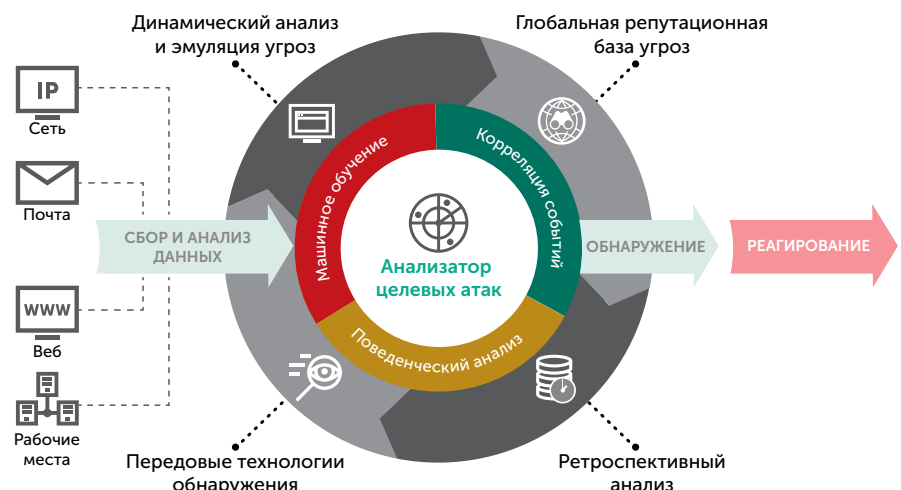 Динамический анализ
и эмуляция угроз
Глобальная репутационная
база угроз
IP
Сеть
Почта
WWW
Веб
Рабочие
места
СБОР И АНАЛИЗ
ДАННЫХ
Машинное обучение
Корреляция событий
Поведенческий анализ
Анализатор
целевых атак
ОБНАРУЖЕНИЕ
РЕАГИРОВАНИЕ
Передовые технологии
обнаружения
Ретроспективный
анализ